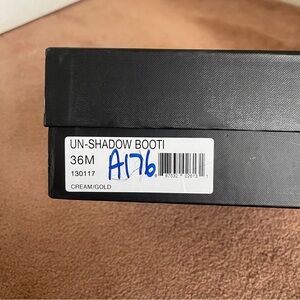 UN-SHADOW BOOTI
36M A176
130117
CREAM/GOLD